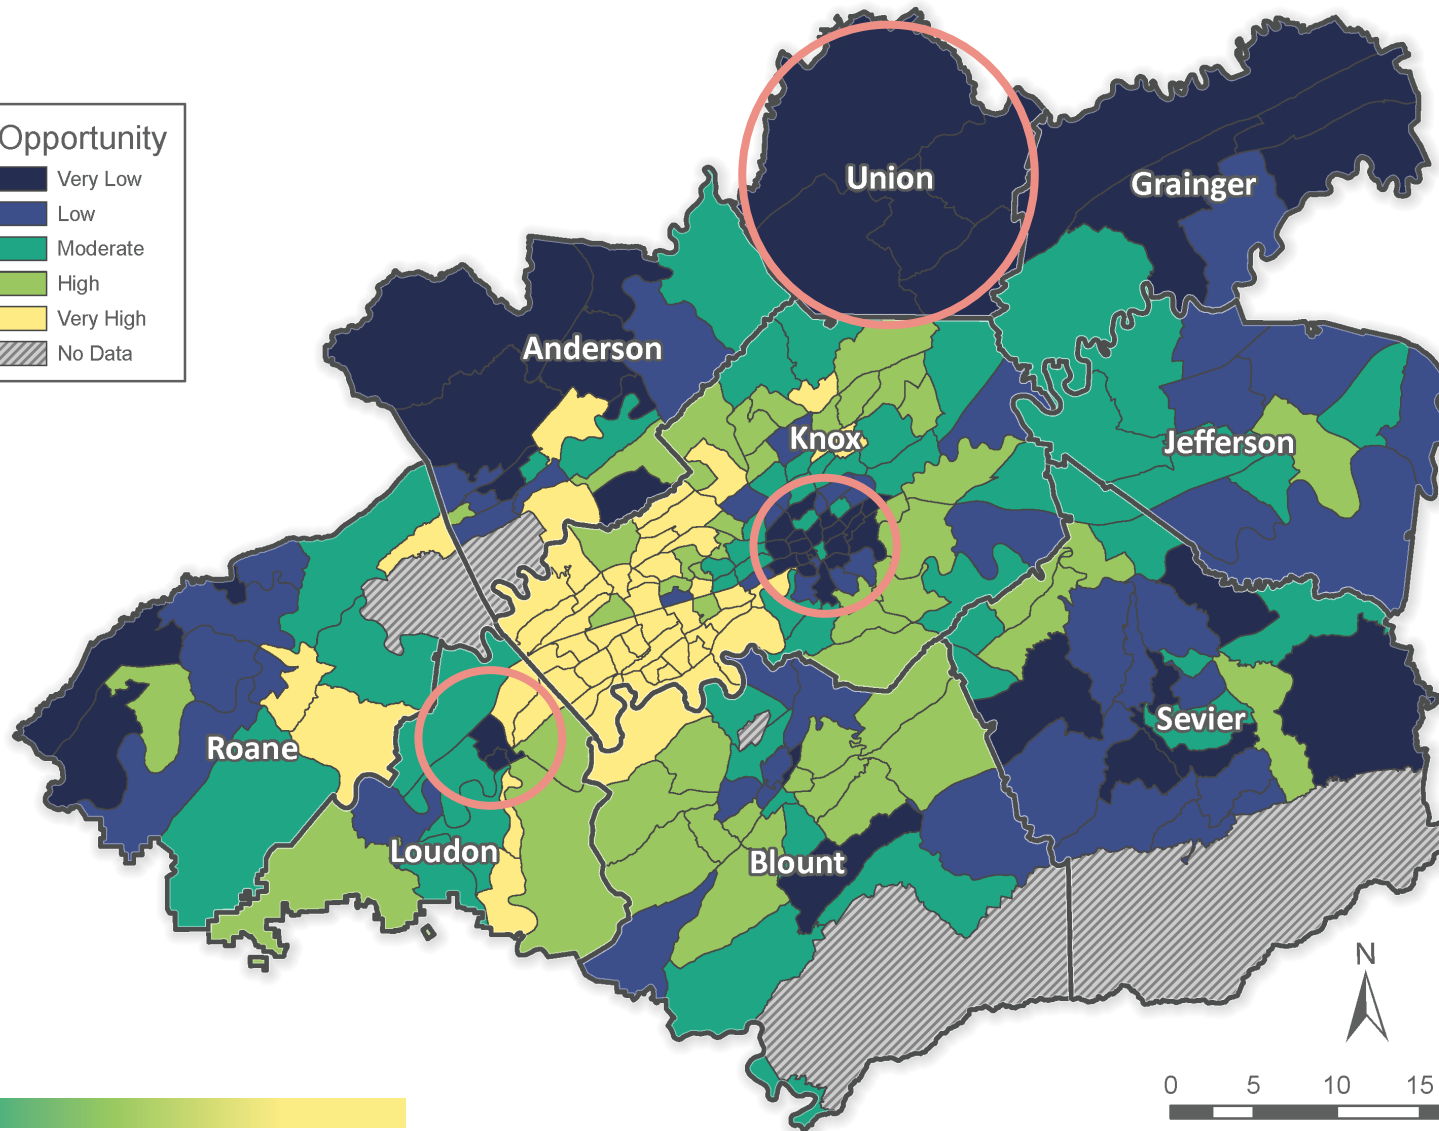 Opportunity
Very Low
Low
Moderate
High
Very High
No Data
Union
Grainger
Anderson
Knox
Jefferson
Roane
Sevier
Loudon
Blount
N
0 5 10 15